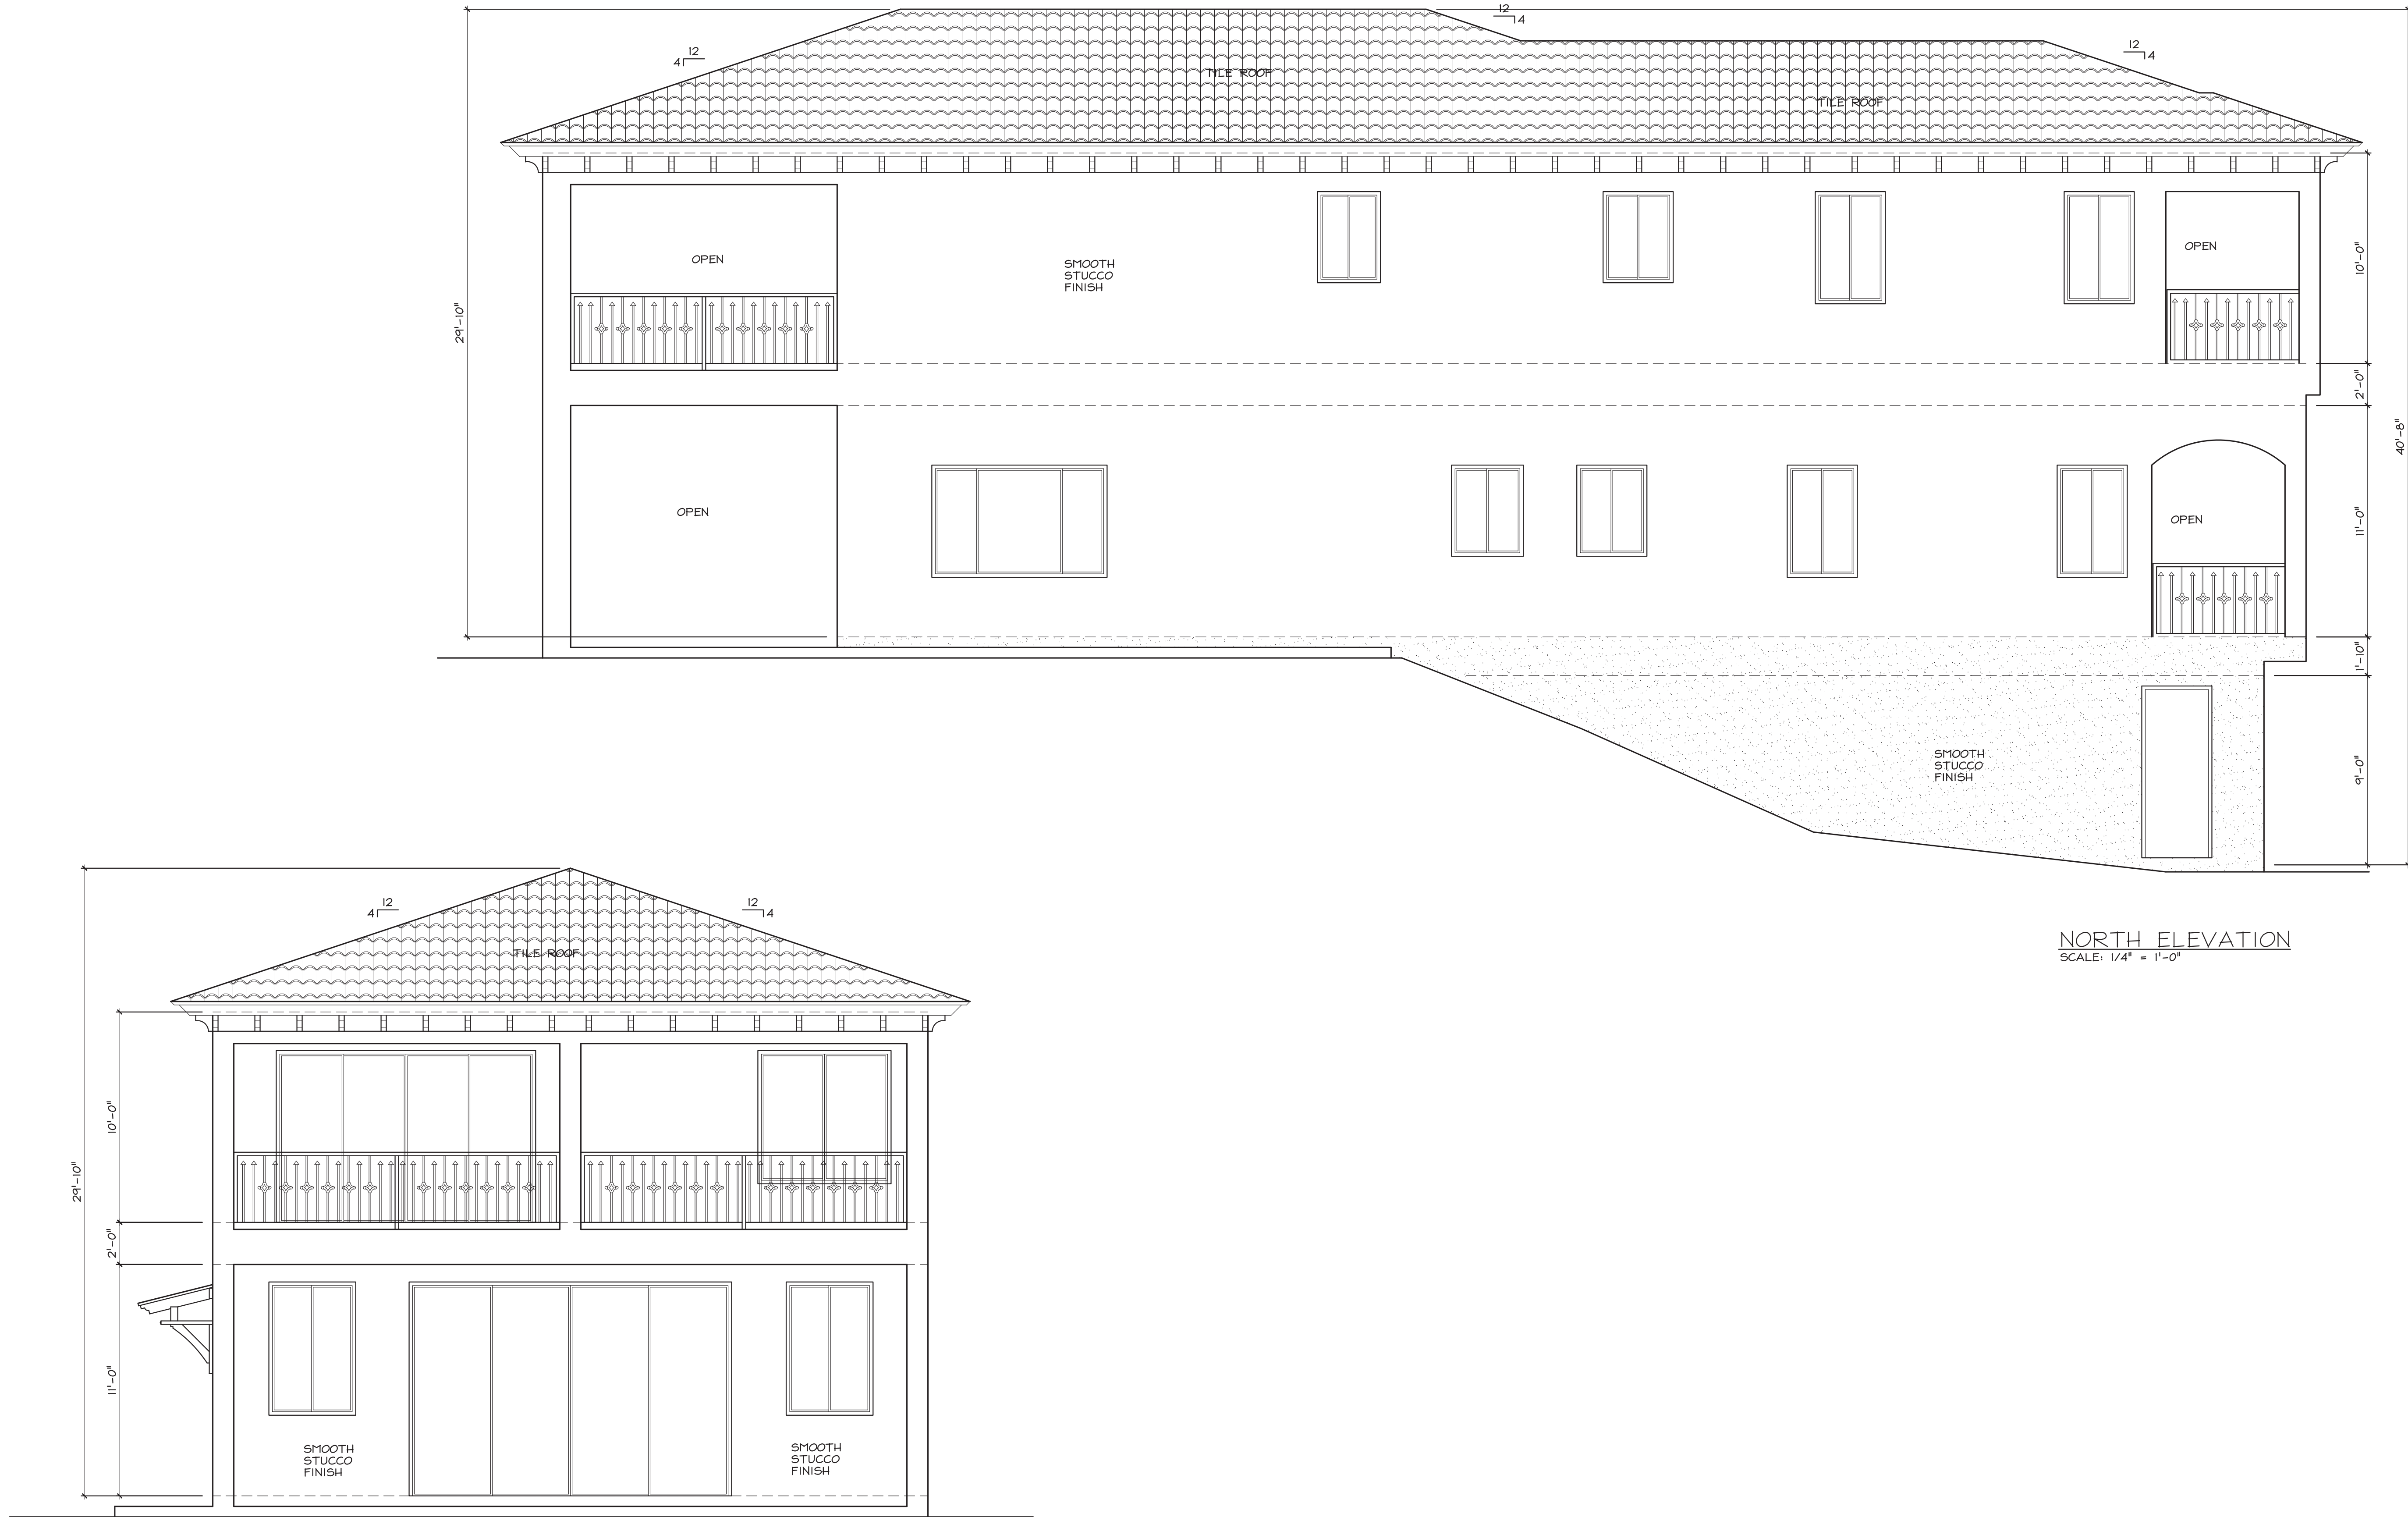 12
4
12
4
12
4
TILE ROOF
TILE ROOF
29'-10"
OPEN
SMOOTH
STUCCO
FINISH
OPEN
10'-0"
2'-0"
40'-8"
OPEN
OPEN
11'-0"
1'-10"
SMOOTH
STUCCO
FINISH
9'-0"
NORTH ELEVATION
SCALE: 1/4" = 1'-0"
12
4
12
4
TILE ROOF
29'-10"
10'-0"
2'-0"
11'-0"
SMOOTH
STUCCO
FINISH
SMOOTH
STUCCO
FINISH